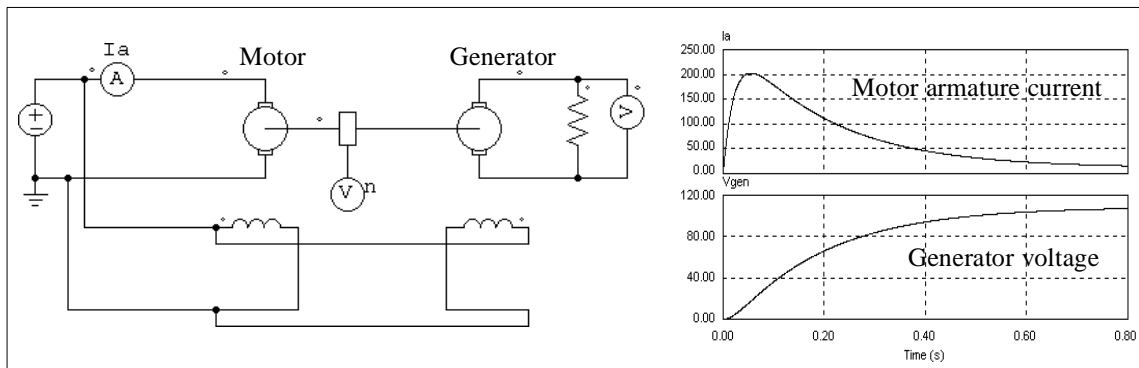 Ia
A
Motor
Generator
V
V
n
Ia
250.00
200.00
150.00
100.00
50.00
0.00
Motor armature current
Vgen
120.00
80.00
40.00
0.00
Generator voltage
0.00 0.20 0.40 0.60 0.80
Time (s)